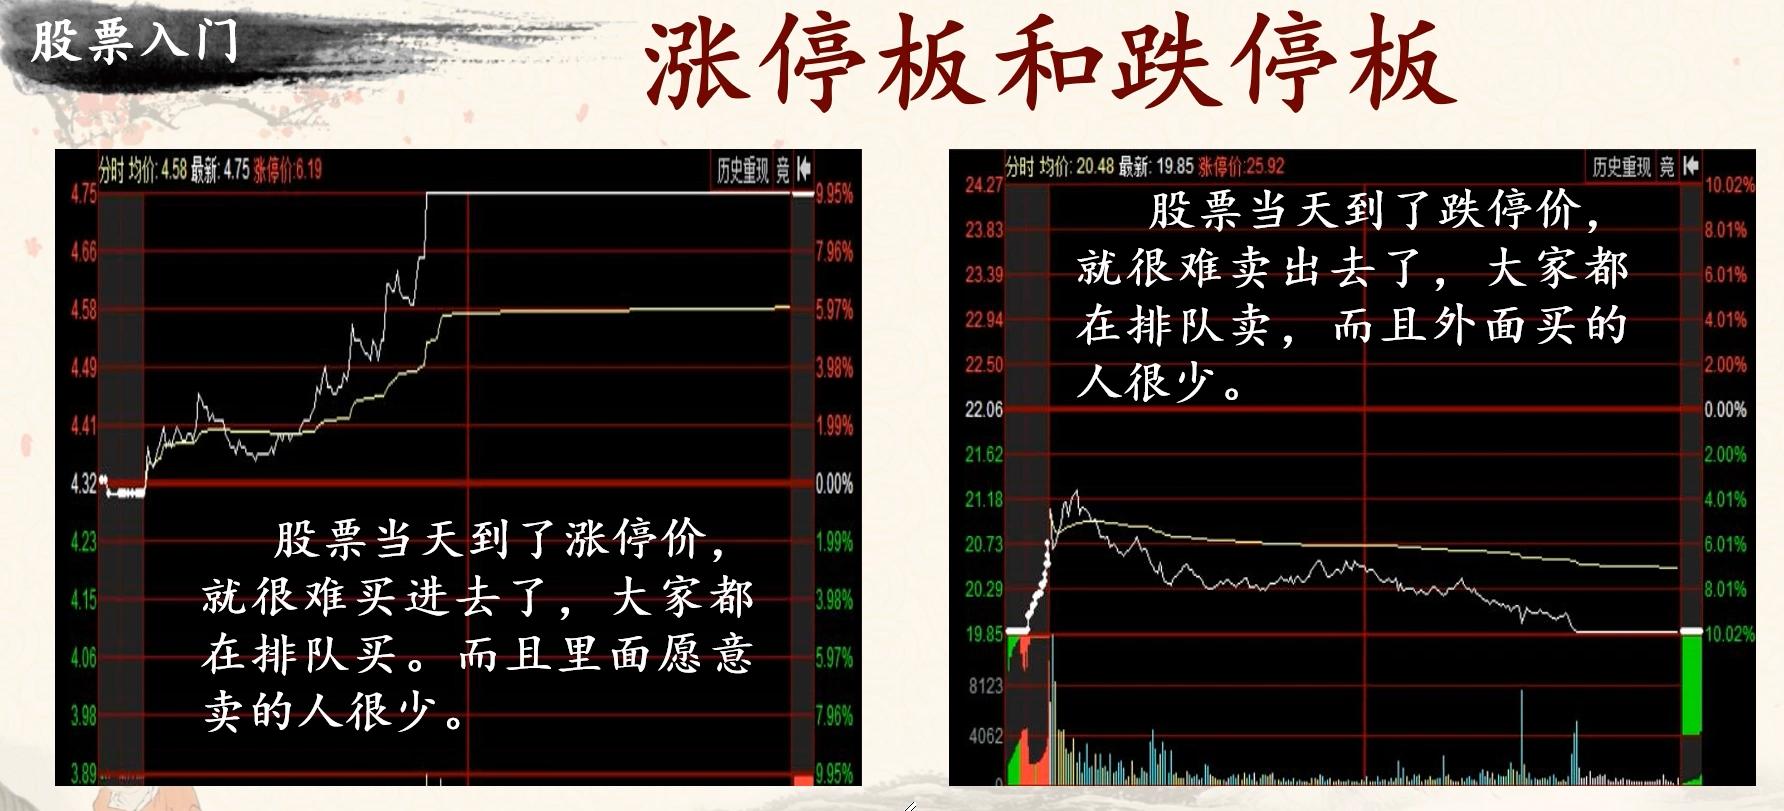 股票入门
涨停板和跌停板
分时 均价: 4.58 最新: 4.75 涨停价:6.19 历史重现 竞
4.75 9.95%
4.66 7.96%
4.58 5.97%
4.49 3.98%
4.41 1.99%
4.32 0.00%
4.23 1.99%
4.15 3.98%
4.06 5.97%
3.98 7.96%
3.89 9.95%
股票当天到了涨停价，
就很难买进去了，大家都
在排队买。而且里面愿意
卖的人很少。
分时 均价: 20.48 最新: 19.85 涨停价:25.92 历史重现 竞
24.27 10.02%
23.83 8.01%
23.39 6.01%
22.94 4.01%
22.50 2.00%
22.06 0.00%
21.62 2.00%
21.18 4.01%
20.73 6.01%
20.29 8.01%
19.85 10.02%
8123
4062
0
股票当天到了跌停价，
就很难卖出去了，大家都
在排队卖，而且外面买的
人很少。